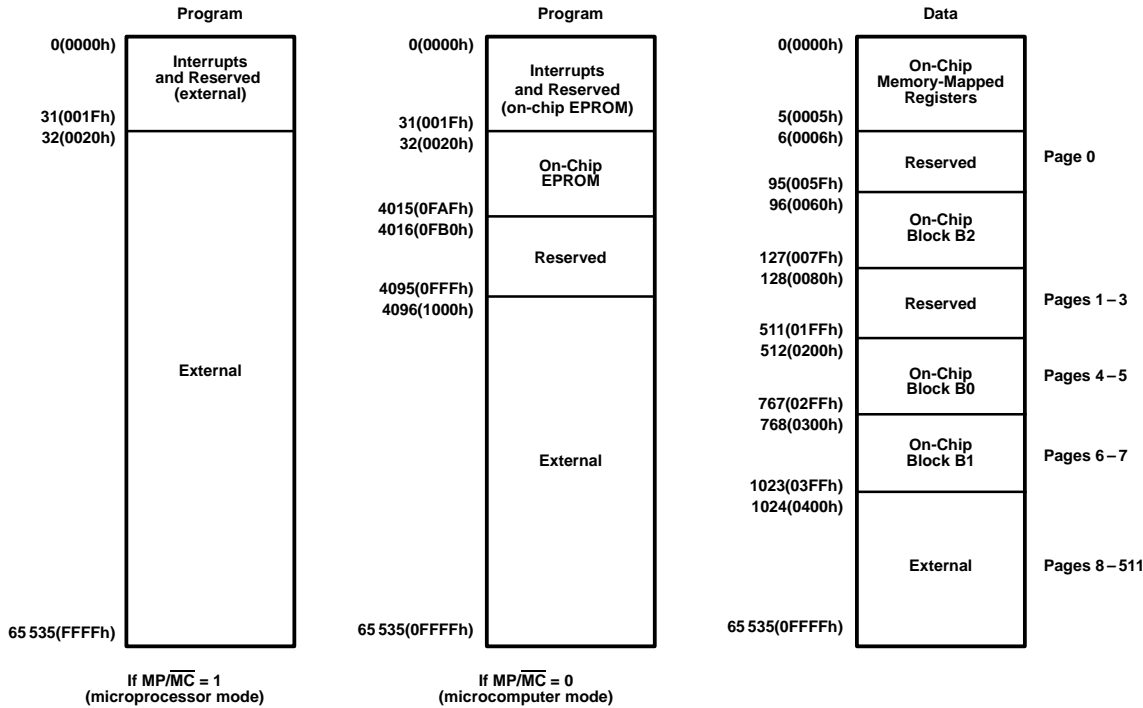 Program
0(0000h)
Interrupts
and Reserved
(external)
31(001Fh)
32(0020h)
External
65 535(FFFFh)
If MP/MC = 1
(microprocessor mode)
Program
0(0000h)
Interrupts
and Reserved
(on-chip EPROM)
31(001Fh)
32(0020h)
On-Chip
EPROM
4015(0FAFh)
4016(0FB0h)
Reserved
4095(0FFFh)
4096(1000h)
External
65 535(0FFFFh)
If MP/MC = 0
(microcomputer mode)
Data
0(0000h)
On-Chip
Memory-Mapped
Registers
5(0005h)
6(0006h)
Reserved
Page 0
95(005Fh)
96(0060h)
On-Chip
Block B2
127(007Fh)
128(0080h)
Reserved
Pages 1 – 3
511(01FFh)
512(0200h)
On-Chip
Block B0
Pages 4 – 5
767(02FFh)
768(0300h)
On-Chip
Block B1
Pages 6 – 7
1023(03FFh)
1024(0400h)
External
Pages 8 – 511
65 535(0FFFFh)